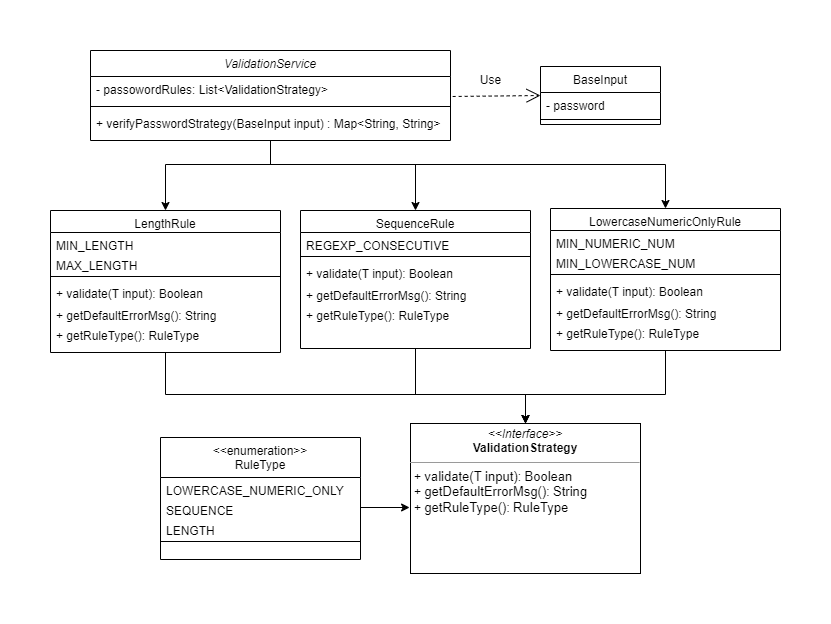 ValidationService
- passowordRules: List<ValidationStrategy>
+ verifyPasswordStrategy(BaseInput input) : Map<String, String>
Use
BaseInput
- password
LengthRule
MIN_LENGTH
MAX_LENGTH
+ validate(T input): Boolean
+ getDefaultErrorMsg(): String
+ getRuleType(): RuleType
SequenceRule
REGEXP_CONSECUTIVE
+ validate(T input): Boolean
+ getDefaultErrorMsg(): String
+ getRuleType(): RuleType
LowercaseNumericOnlyRule
MIN_NUMERIC_NUM
MIN_LOWERCASE_NUM
+ validate(T input): Boolean
+ getDefaultErrorMsg(): String
+ getRuleType(): RuleType
<<enumeration>>
RuleType
LOWERCASE_NUMERIC_ONLY
SEQUENCE
LENGTH
<<Interface>>
ValidationStrategy
+ validate(T input): Boolean
+ getDefaultErrorMsg(): String
+ getRuleType(): RuleType